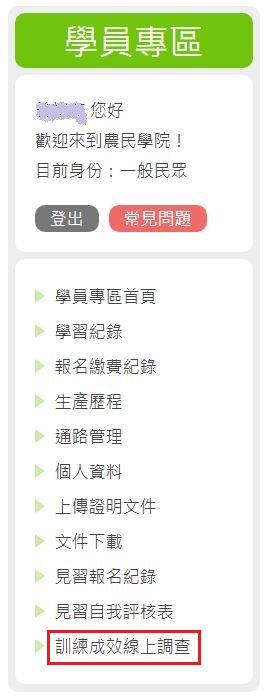 學員專區
您好
歡迎來到農民學院！
目前身份：一般民眾
登出 常見問題
學員專區首頁
學習紀錄
報名繳費紀錄
生產歷程
通路管理
個人資料
上傳證明文件
文件下載
見習報名紀錄
見習自我評核表
訓練成效線上調查